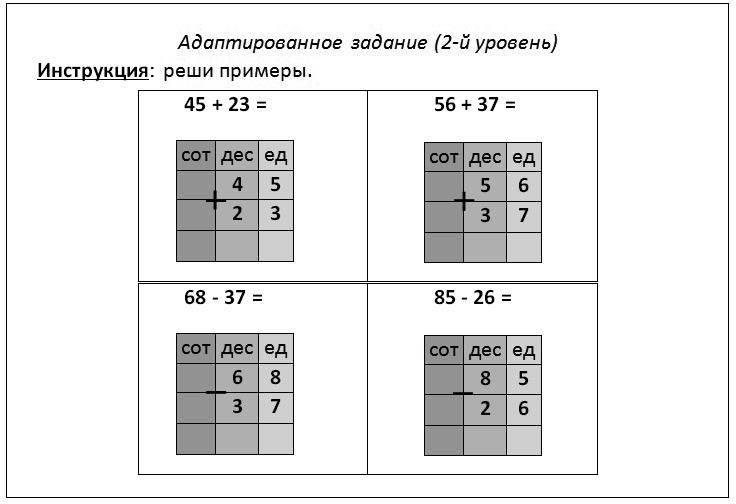 Адаптированное задание (2-й уровень)
Инструкция: реши примеры.
45 + 23 =
сот дес ед
4 5
+
2 3
56 + 37 =
сот дес ед
5 6
+
3 7
68 - 37 =
сот дес ед
6 8
–
3 7
85 - 26 =
сот дес ед
8 5
–
2 6